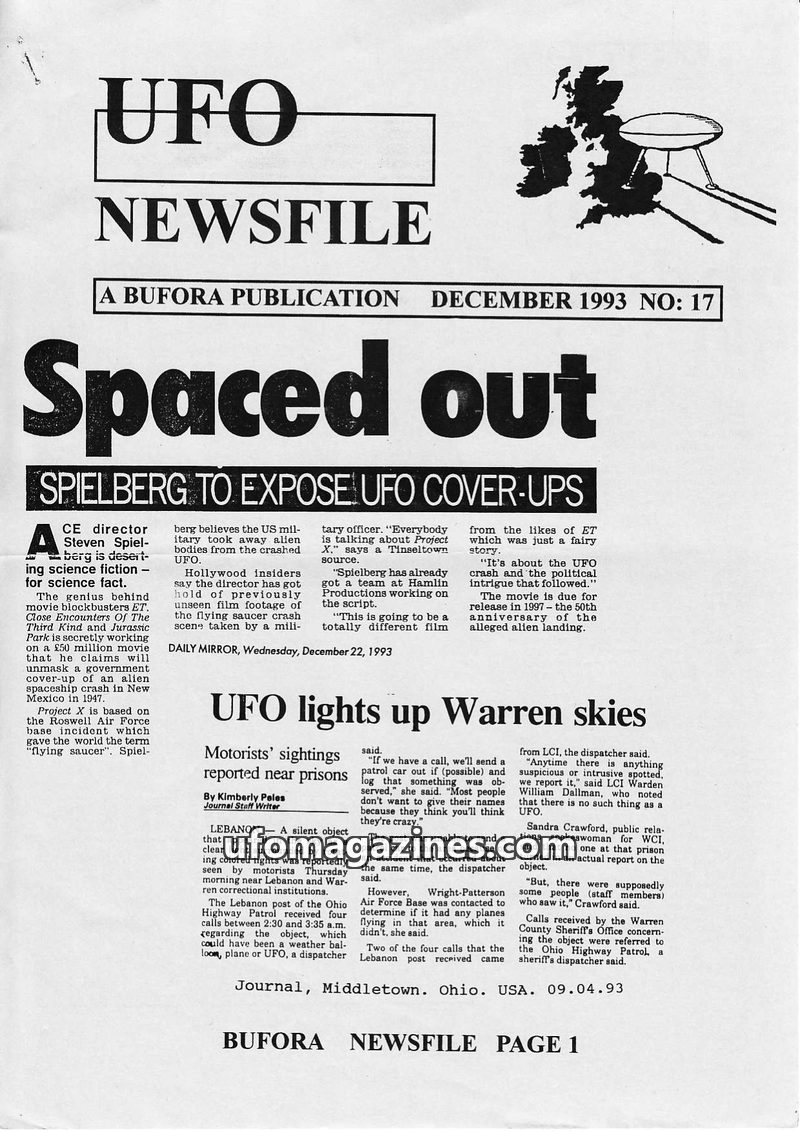 UFO
NEWSFILE
A BUFORA PUBLICATION DECEMBER 1993 NO: 17
Spaced out
SPIELBERG TO EXPOSE UFO COVER-UPS
ACE director
Steven Spiel-
berg is desert-
ing science fiction –
for science fact.
The genius behind
movie blockbusters ET,
Close Encounters Of The
Third Kind and Jurassic
Park is secretly working
on a £50 million movie
that he claims will
unmask a government
cover-up of an alien
spaceship crash in New
Mexico in 1947.
Project X is based on
the Roswell Air Force
base incident which
gave the world the term
"flying saucer". Spiel-
berg believes the US mil-
itary took away alien
bodies from the crashed
UFO.
Hollywood insiders
say the director has got
hold of previously
unseen film footage of
the flying saucer crash
scene taken by a mili-
tary officer. "Everybody
is talking about Project
X," says a Tinseltown
source.
"Spielberg has already
got a team at Hamlin
Productions working on
the script.
"This is going to be a
totally different film
from the likes of ET
which was just a fairy
story.
"It's about the UFO
crash and the political
intrigue that followed."
The movie is due for
release in 1997 – the 50th
anniversary of the
alleged alien landing.
DAILY MIRROR, Wednesday, December 22, 1993
UFO lights up Warren skies
Motorists' sightings
reported near prisons
By Kimberly Peles
Journal Staff Writer
LEBANON — A silent object
that
clear
ing colored lights was reportedly
seen by motorists Thursday
morning near Lebanon and War-
ren correctional institutions.
The Lebanon post of the Ohio
Highway Patrol received four
calls between 2:30 and 3:35 a.m.
regarding the object, which
could have been a weather bal-
loon, plane or UFO, a dispatcher
said.
"If we have a call, we'll send a
patrol car out if (possible) and
log that something was ob-
served," she said. "Most people
don't want to give their names
because they think you'll think
they're crazy."
the same time, the dispatcher
said.
However, Wright-Patterson
Air Force Base was contacted to
determine if it had any planes
flying in that area, which it
didn't, she said.
Two of the four calls that the
Lebanon post received came
from LCI, the dispatcher said.
"Anytime there is anything
suspicious or intrusive spotted,
we report it," said LCI Warden
William Dallman, who noted
that there is no such thing as a
UFO.
Sandra Crawford, public rela-
tions spokeswoman for WCI,
one at that prison
actual report on the
object.
"But, there were supposedly
some people (staff members)
who saw it," Crawford said.
Calls received by the Warren
County Sheriff's Office concern-
ing the object were referred to
the Ohio Highway Patrol, a
sheriff's dispatcher said.
ufomagazines.com
Journal, Middletown. Ohio. USA. 09.04.93
BUFORA NEWSFILE PAGE 1